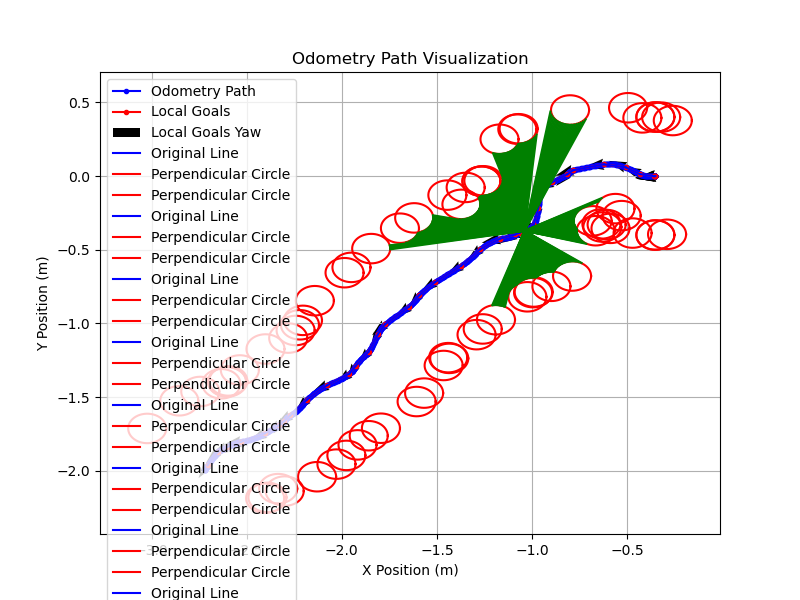 Odometry Path Visualization
Y Position (m)
0.5
0.0
−0.5
−1.0
−1.5
−2.0
Odometry Path
Local Goals
Local Goals Yaw
Original Line
Perpendicular Circle
Perpendicular Circle
Original Line
Perpendicular Circle
Perpendicular Circle
Original Line
Perpendicular Circle
Perpendicular Circle
Original Line
Perpendicular Circle
Perpendicular Circle
Original Line
Perpendicular Circle
Perpendicular Circle
Original Line
Perpendicular Circle
Perpendicular Circle
Original Line
Perpendicular Circle
Perpendicular Circle
Original Line
−2.0 −1.5 −1.0 −0.5
X Position (m)